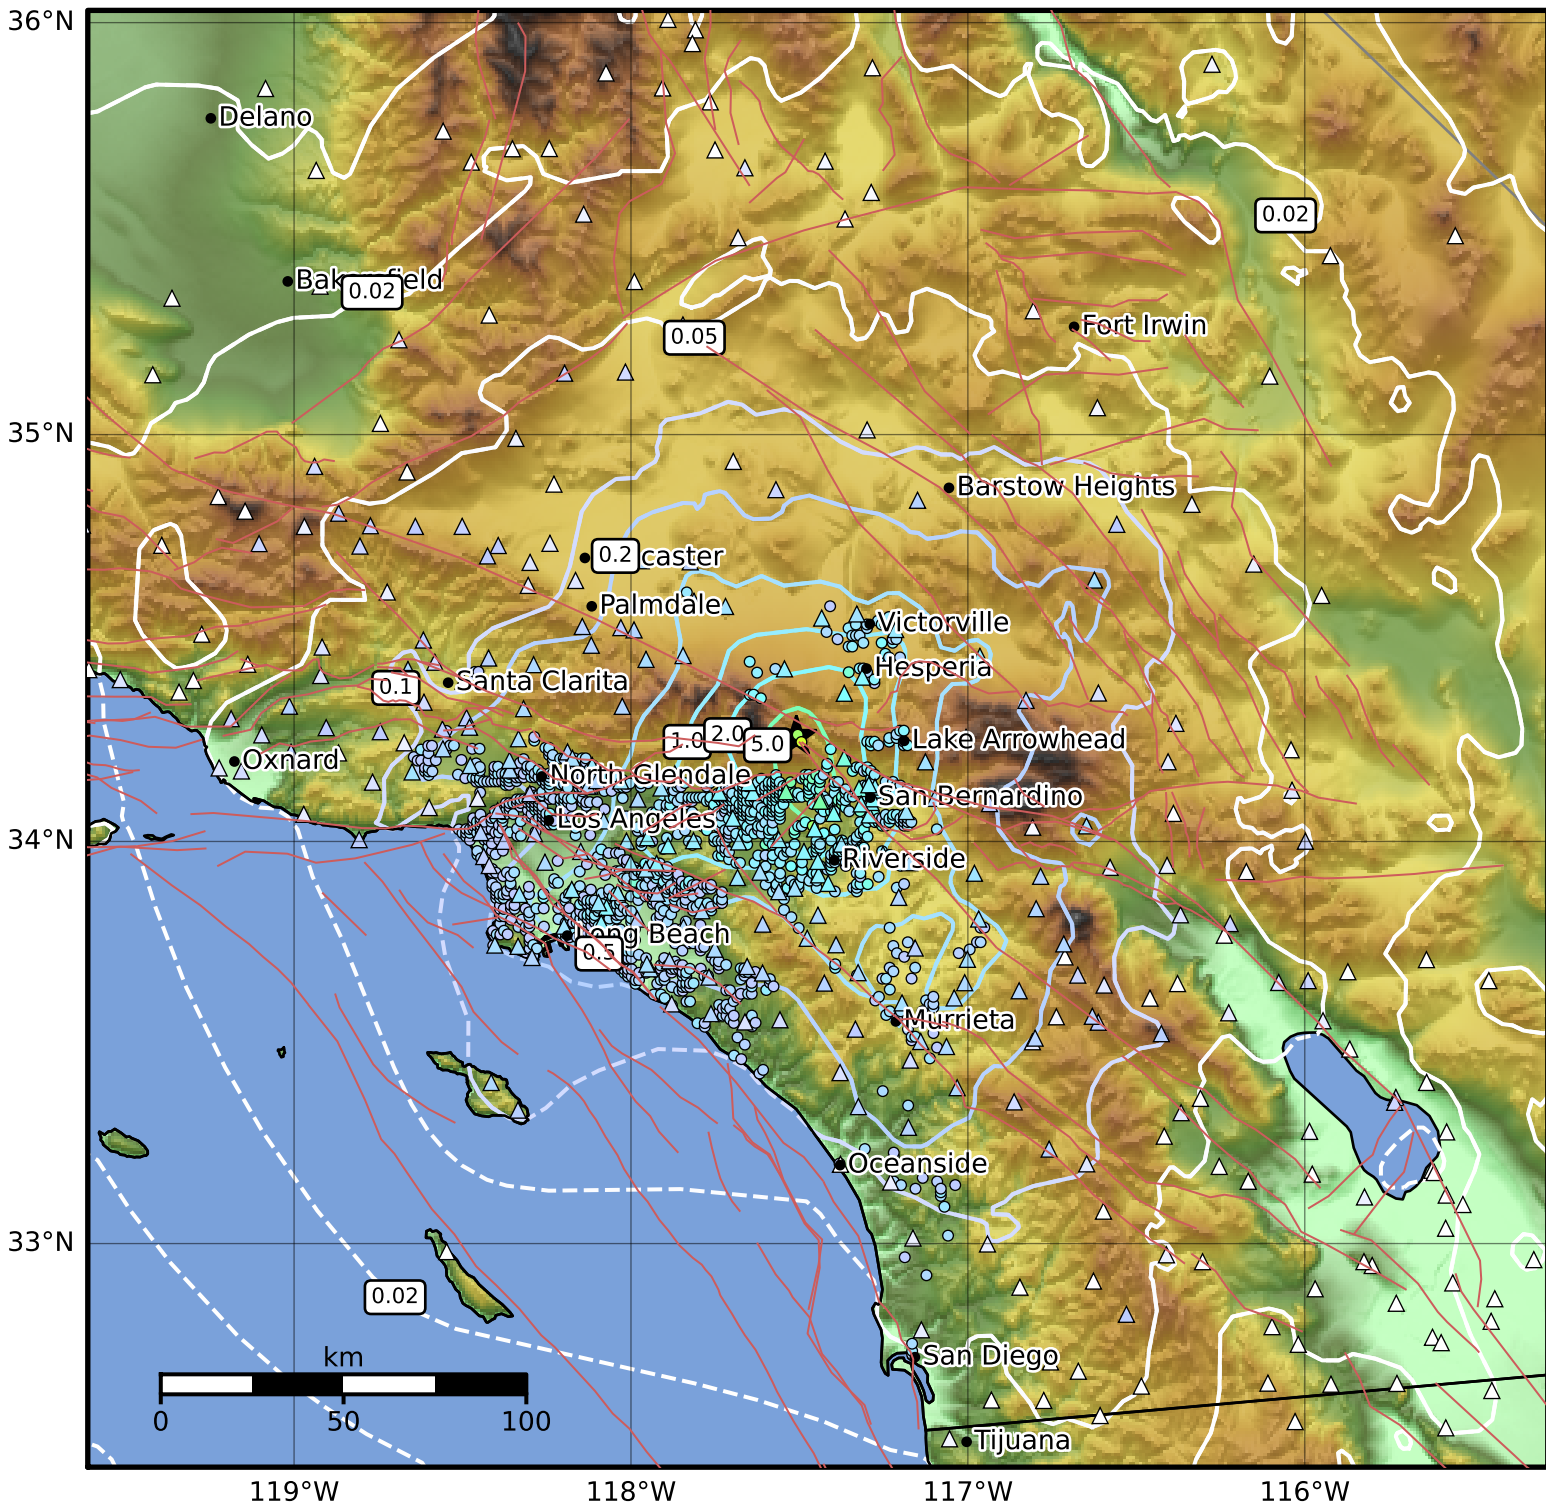 36°N
Delano
0.02
Bakersfield
0.02
Fort Irwin
0.05
35°N
Barstow Heights
0.2
caster
Palmdale
Victorville
Hesperia
Santa Clarita
0.1
1.0
2.0
5.0
Lake Arrowhead
Oxnard
North Glendale
San Bernardino
Los Angeles
34°N
Riverside
Long Beach
0.5
Murrieta
Oceanside
33°N
0.02
km
0
50
100
San Diego
Tijuana
119°W
118°W
117°W
116°W